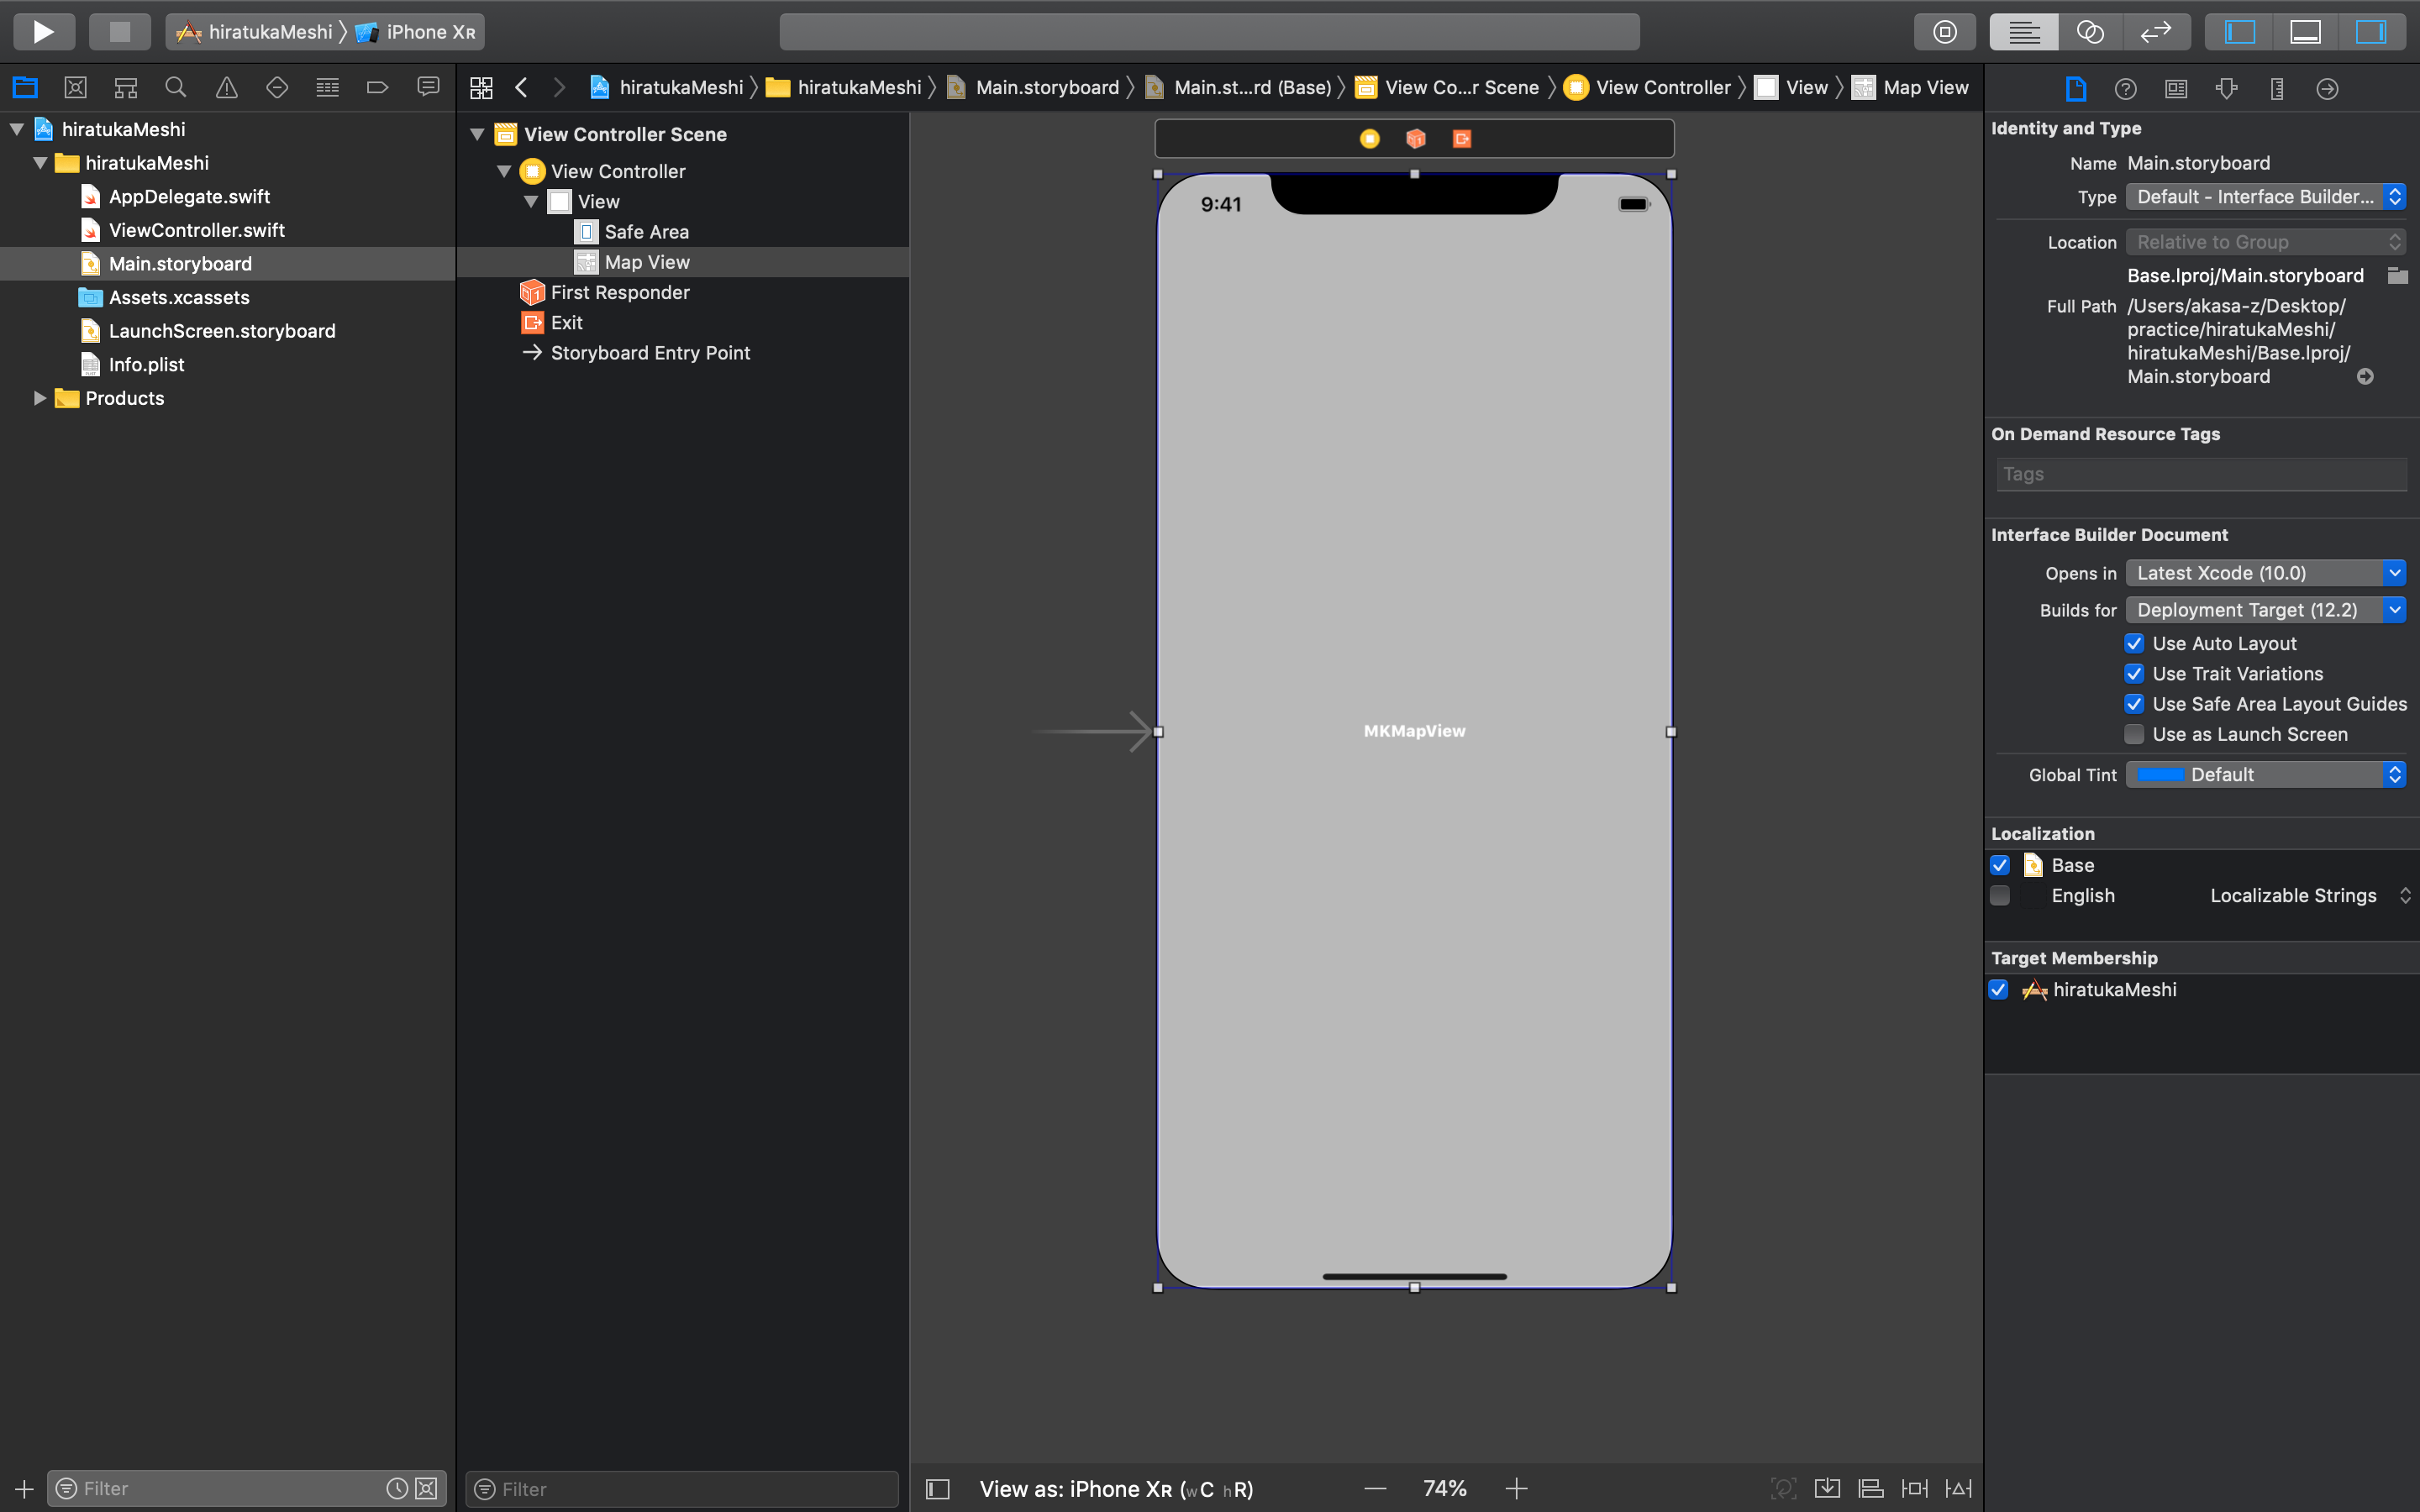 hiratukaMeshi 〉 iPhone XR
hiratukaMeshi 〉 hiratukaMeshi 〉 Main.storyboard 〉 Main.st...rd (Base) 〉 View Co...r Scene 〉 View Controller 〉 View 〉 Map View
hiratukaMeshi
hiratukaMeshi
AppDelegate.swift
ViewController.swift
Main.storyboard
Assets.xcassets
LaunchScreen.storyboard
Info.plist
Products
Filter
View Controller Scene
View Controller
View
Safe Area
Map View
First Responder
Exit
Storyboard Entry Point
Filter
9:41
MKMapView
View as: iPhone XR (wC hR)
74%
Identity and Type
Name Main.storyboard
Type Default - Interface Builder...
Location Relative to Group
Base.lproj/Main.storyboard
Full Path /Users/akasa-z/Desktop/
practice/hiratukaMeshi/
hiratukaMeshi/Base.lproj/
Main.storyboard
On Demand Resource Tags
Tags
Interface Builder Document
Opens in Latest Xcode (10.0)
Builds for Deployment Target (12.2)
Use Auto Layout
Use Trait Variations
Use Safe Area Layout Guides
Use as Launch Screen
Global Tint Default
Localization
Base
English Localizable Strings
Target Membership
hiratukaMeshi